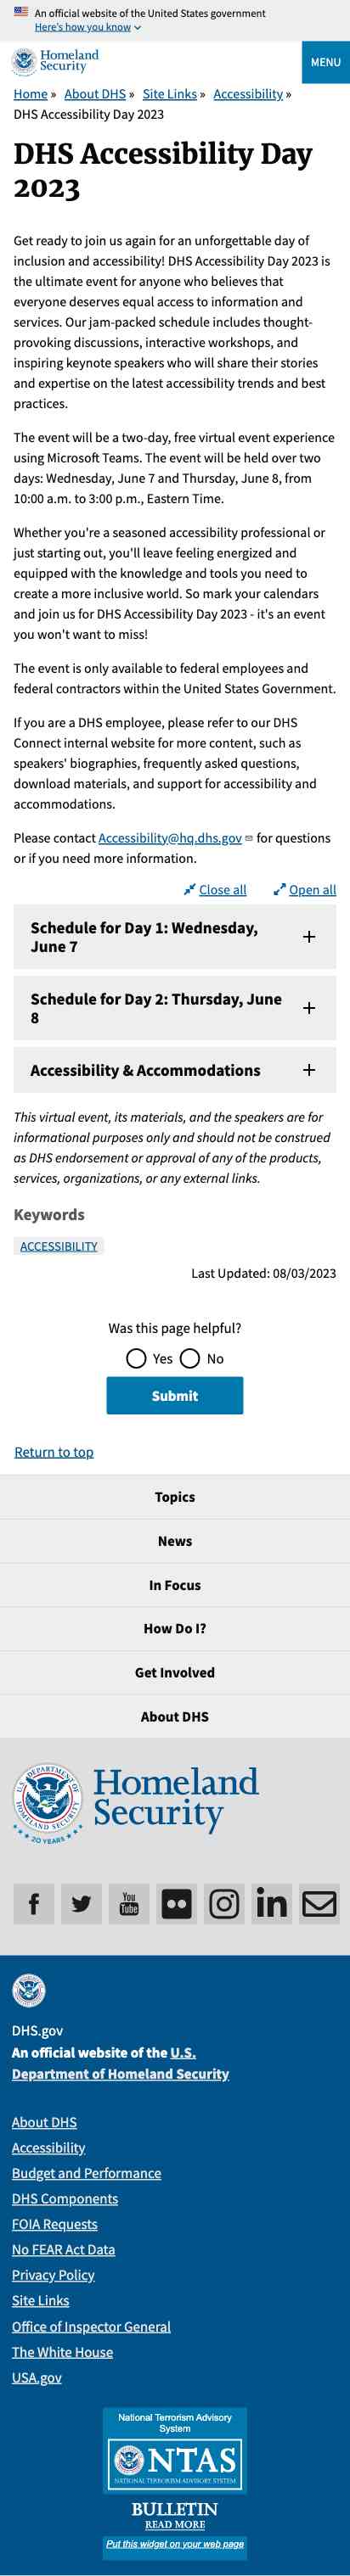 An official website of the United States government
Here's how you know
Homeland
Security
MENU
Home » About DHS » Site Links » Accessibility »
DHS Accessibility Day 2023
DHS Accessibility Day
2023
Get ready to join us again for an unforgettable day of
inclusion and accessibility! DHS Accessibility Day 2023 is
the ultimate event for anyone who believes that
everyone deserves equal access to information and
services. Our jam-packed schedule includes thought-
provoking discussions, interactive workshops, and
inspiring keynote speakers who will share their stories
and expertise on the latest accessibility trends and best
practices.
The event will be a two-day, free virtual event experience
using Microsoft Teams. The event will be held over two
days: Wednesday, June 7 and Thursday, June 8, from
10:00 a.m. to 3:00 p.m., Eastern Time.
Whether you're a seasoned accessibility professional or
just starting out, you'll leave feeling energized and
equipped with the knowledge and tools you need to
create a more inclusive world. So mark your calendars
and join us for DHS Accessibility Day 2023 - it's an event
you won't want to miss!
The event is only available to federal employees and
federal contractors within the United States Government.
If you are a DHS employee, please refer to our DHS
Connect internal website for more content, such as
speakers' biographies, frequently asked questions,
download materials, and support for accessibility and
accommodations.
Please contact Accessibility@hq.dhs.gov for questions
or if you need more information.
Close all Open all
Schedule for Day 1: Wednesday,
June 7
Schedule for Day 2: Thursday, June
8
Accessibility & Accommodations
This virtual event, its materials, and the speakers are for
informational purposes only and should not be construed
as DHS endorsement or approval of any of the products,
services, organizations, or any external links.
Keywords
ACCESSIBILITY
Last Updated: 08/03/2023
Was this page helpful?
Yes No
Submit
Return to top
Topics
News
In Focus
How Do I?
Get Involved
About DHS
Homeland
Security
20 YEARS
You
Tube
DHS.gov
An official website of the U.S.
Department of Homeland Security
About DHS
Accessibility
Budget and Performance
DHS Components
FOIA Requests
No FEAR Act Data
Privacy Policy
Site Links
Office of Inspector General
The White House
USA.gov
National Terrorism Advisory
System
NTAS
NATIONAL TERRORISM ADVISORY SYSTEM
BULLETIN
READ MORE
Put this widget on your web page